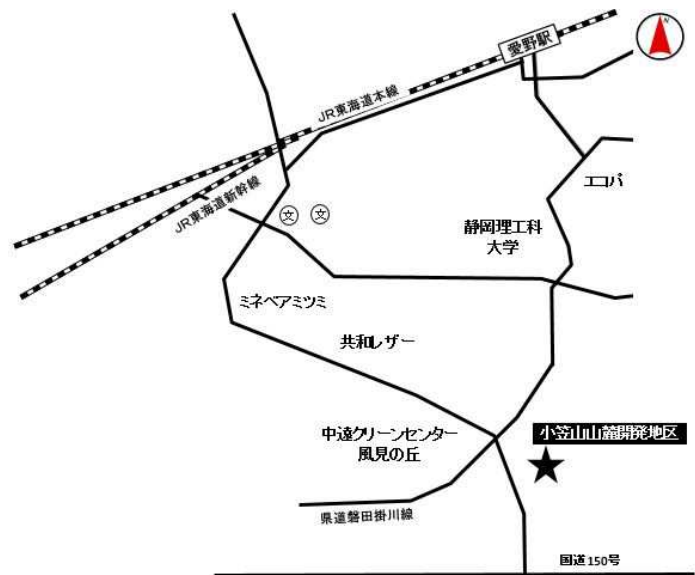 愛野駅
JR東海道本線
エコパ
JR東海道新幹線
文 文
静岡理工科
大学
ミネベアミツミ
共和レザー
中遠グリーンセンター
風見の丘
小笠山山麓開発地区
県道磐田掛川線
国道150号